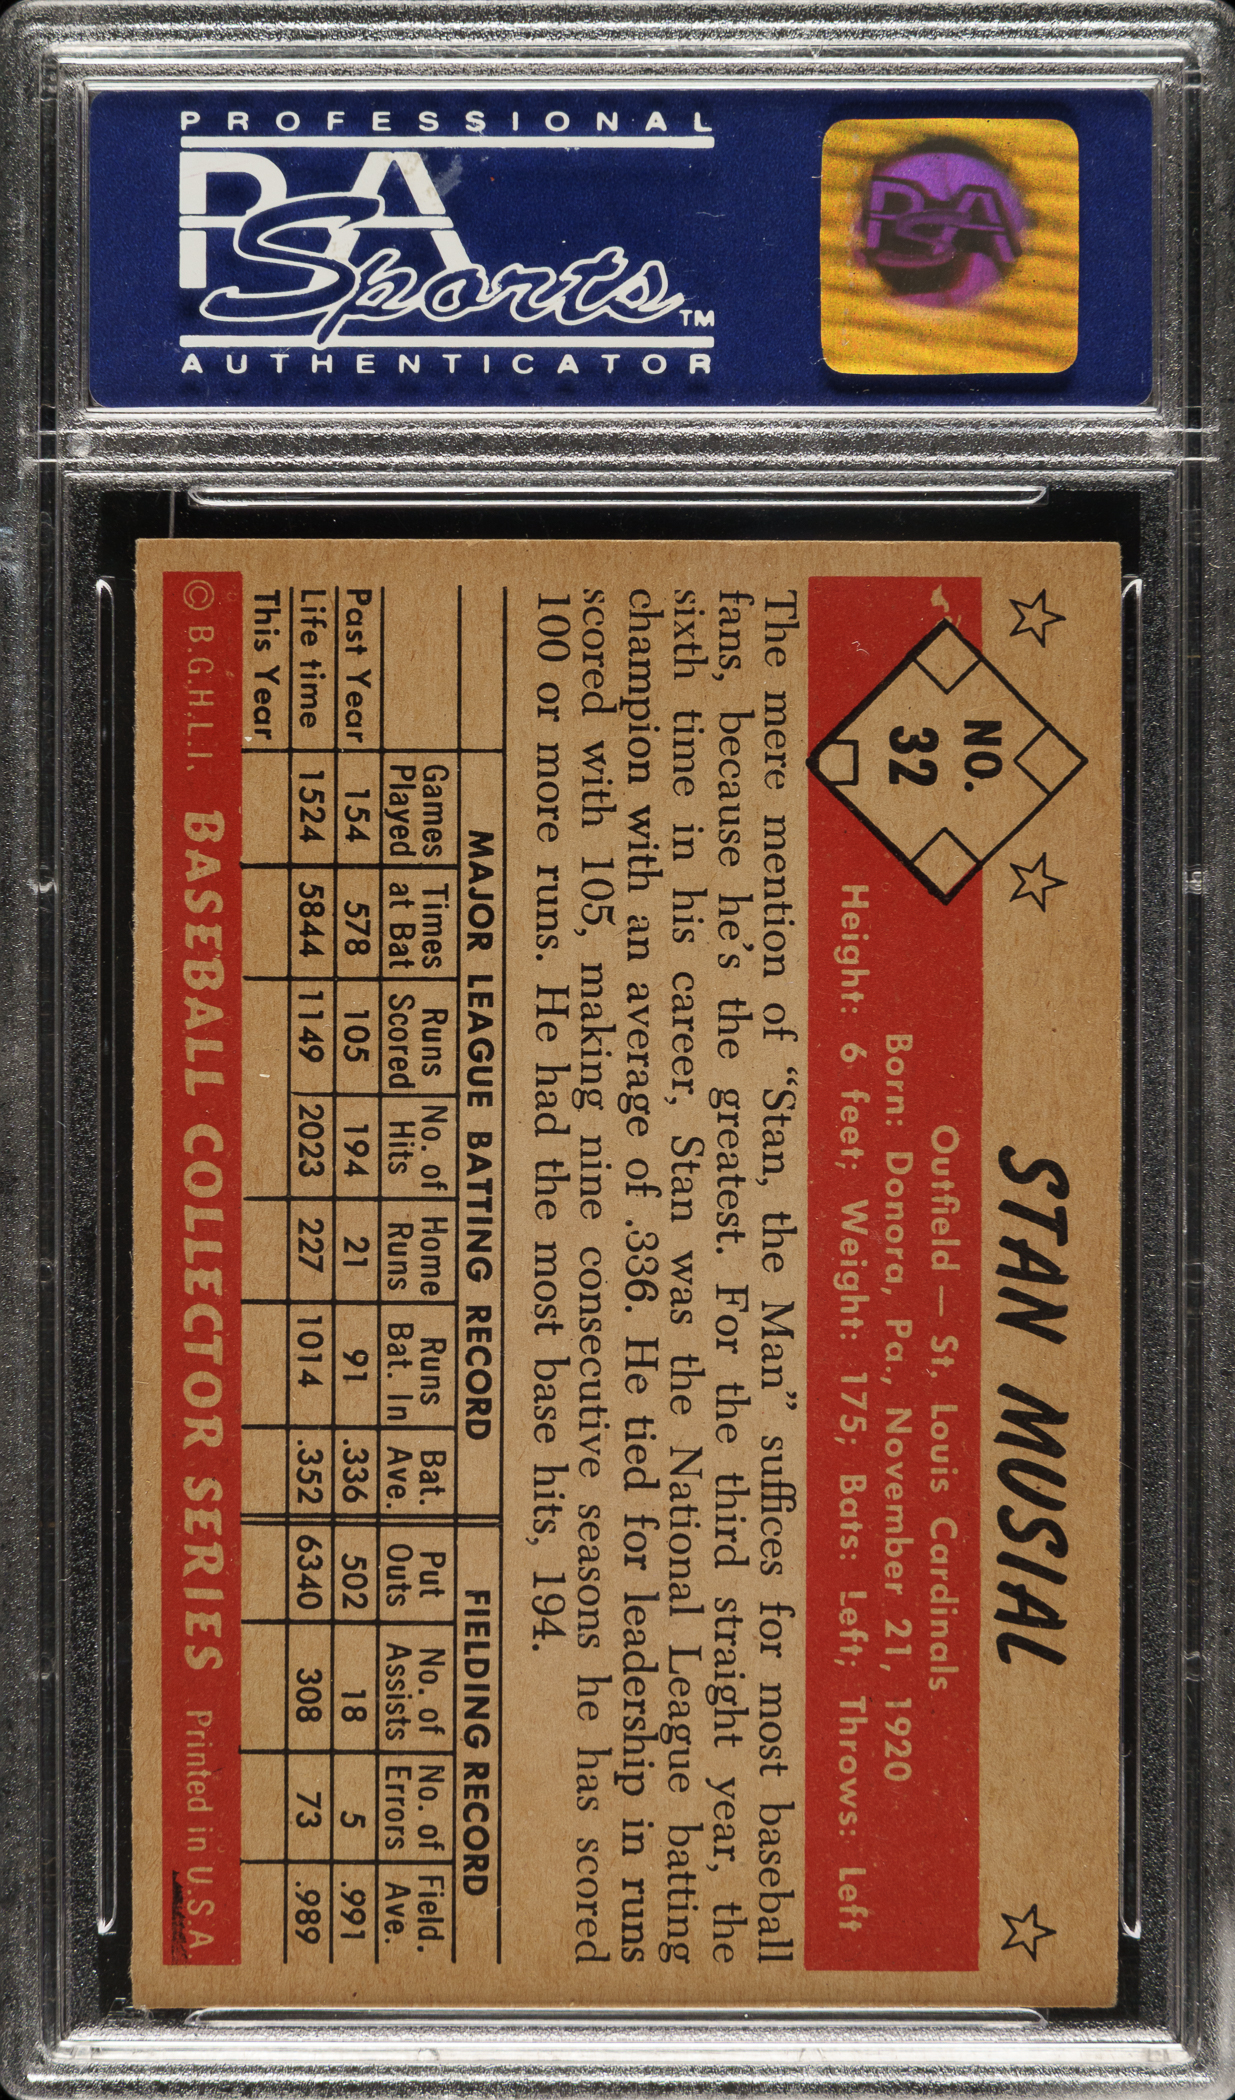 PROFESSIONAL
PSA
Sports™
AUTHENTICATOR
PSA
STAN MUSIAL
NO.
32
Outfield — St. Louis Cardinals
Born: Donora, Pa., November 21, 1920
Height: 6 feet; Weight: 175; Bats: Left; Throws: Left
The mere mention of “Stan, the Man” suffices for most baseball
fans, because he's the greatest. For the third straight year, the
sixth time in his career, Stan was the National League batting
champion with an average of .336. He tied for leadership in runs
scored with 105, making nine consecutive seasons he has scored
100 or more runs. He had the most base hits, 194.
MAJOR LEAGUE BATTING RECORD FIELDING RECORD
Games Played Times at Bat Runs Scored No. of Hits Home Runs Runs Bat. In Bat. Ave. Put Outs No. of Assists No. of Errors Field. Ave.
Past Year 154 578 105 194 21 91 .336 502 18 5 .991
Life time 1524 5844 1149 2023 227 1014 .352 6340 308 73 .989
This Year
© B.G.H.L.I. BASEBALL COLLECTOR SERIES Printed in U.S.A